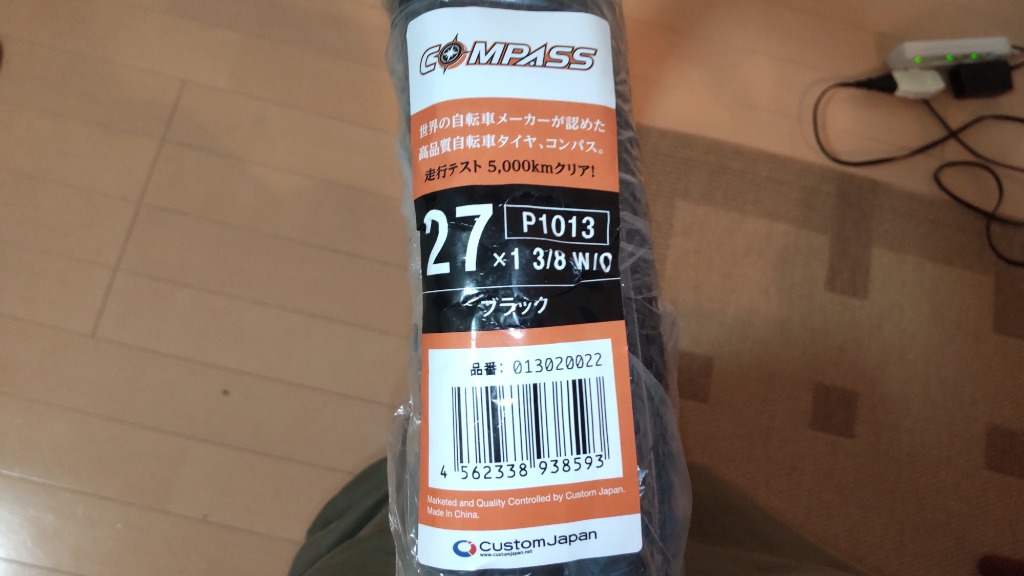 COMPASS
世界の自転車メーカーが認めた
高品質自転車タイヤ、コンパス。
走行テスト 5,000kmクリア!
27 P1013
×1 3/8 W/O
ブラック
品番: 013020022
4 562338 938593
Marketed and Quality Controlled by Custom Japan.
Made In China.
CustomJapan
www.customjapan.net